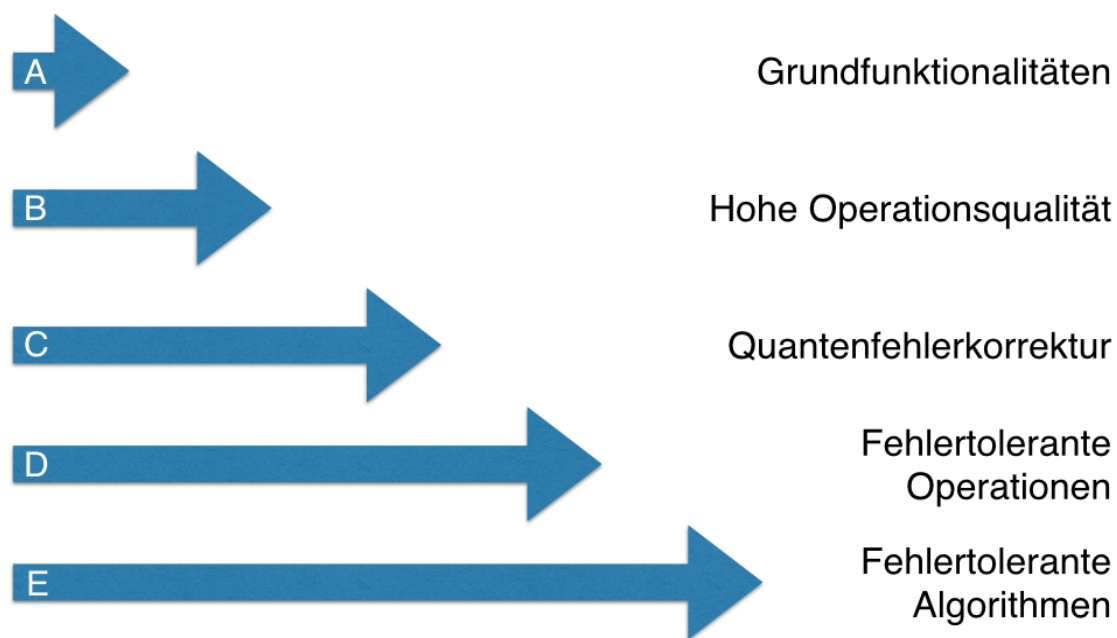 A
Grundfunktionalitäten
B
Hohe Operationsqualität
C
Quantenfehlerkorrektur
D
Fehlertolerante
Operationen
E
Fehlertolerante
Algorithmen